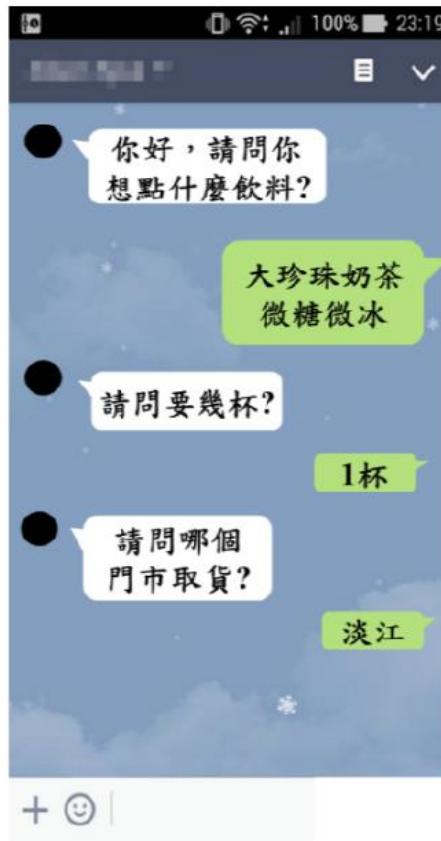 100% 23:19
你好，請問你
想點什麼飲料?
大珍珠奶茶
微糖微冰
請問要幾杯?
1杯
請問哪個
門市取貨?
淡江